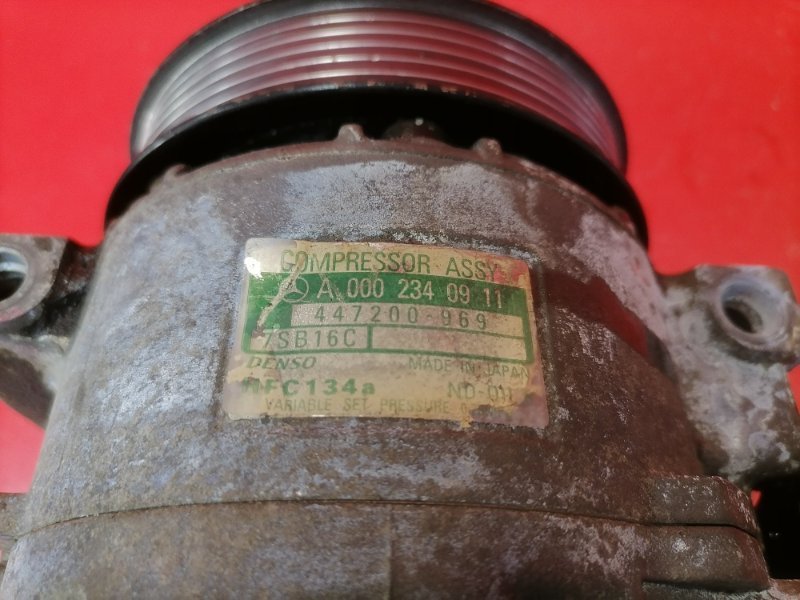 COMPRESSOR ASSY
A 000 234 09 11
447200-969
7SB16C
DENSO MADE IN JAPAN
HFC134a ND-OIL
VARIABLE SET PRESSURE